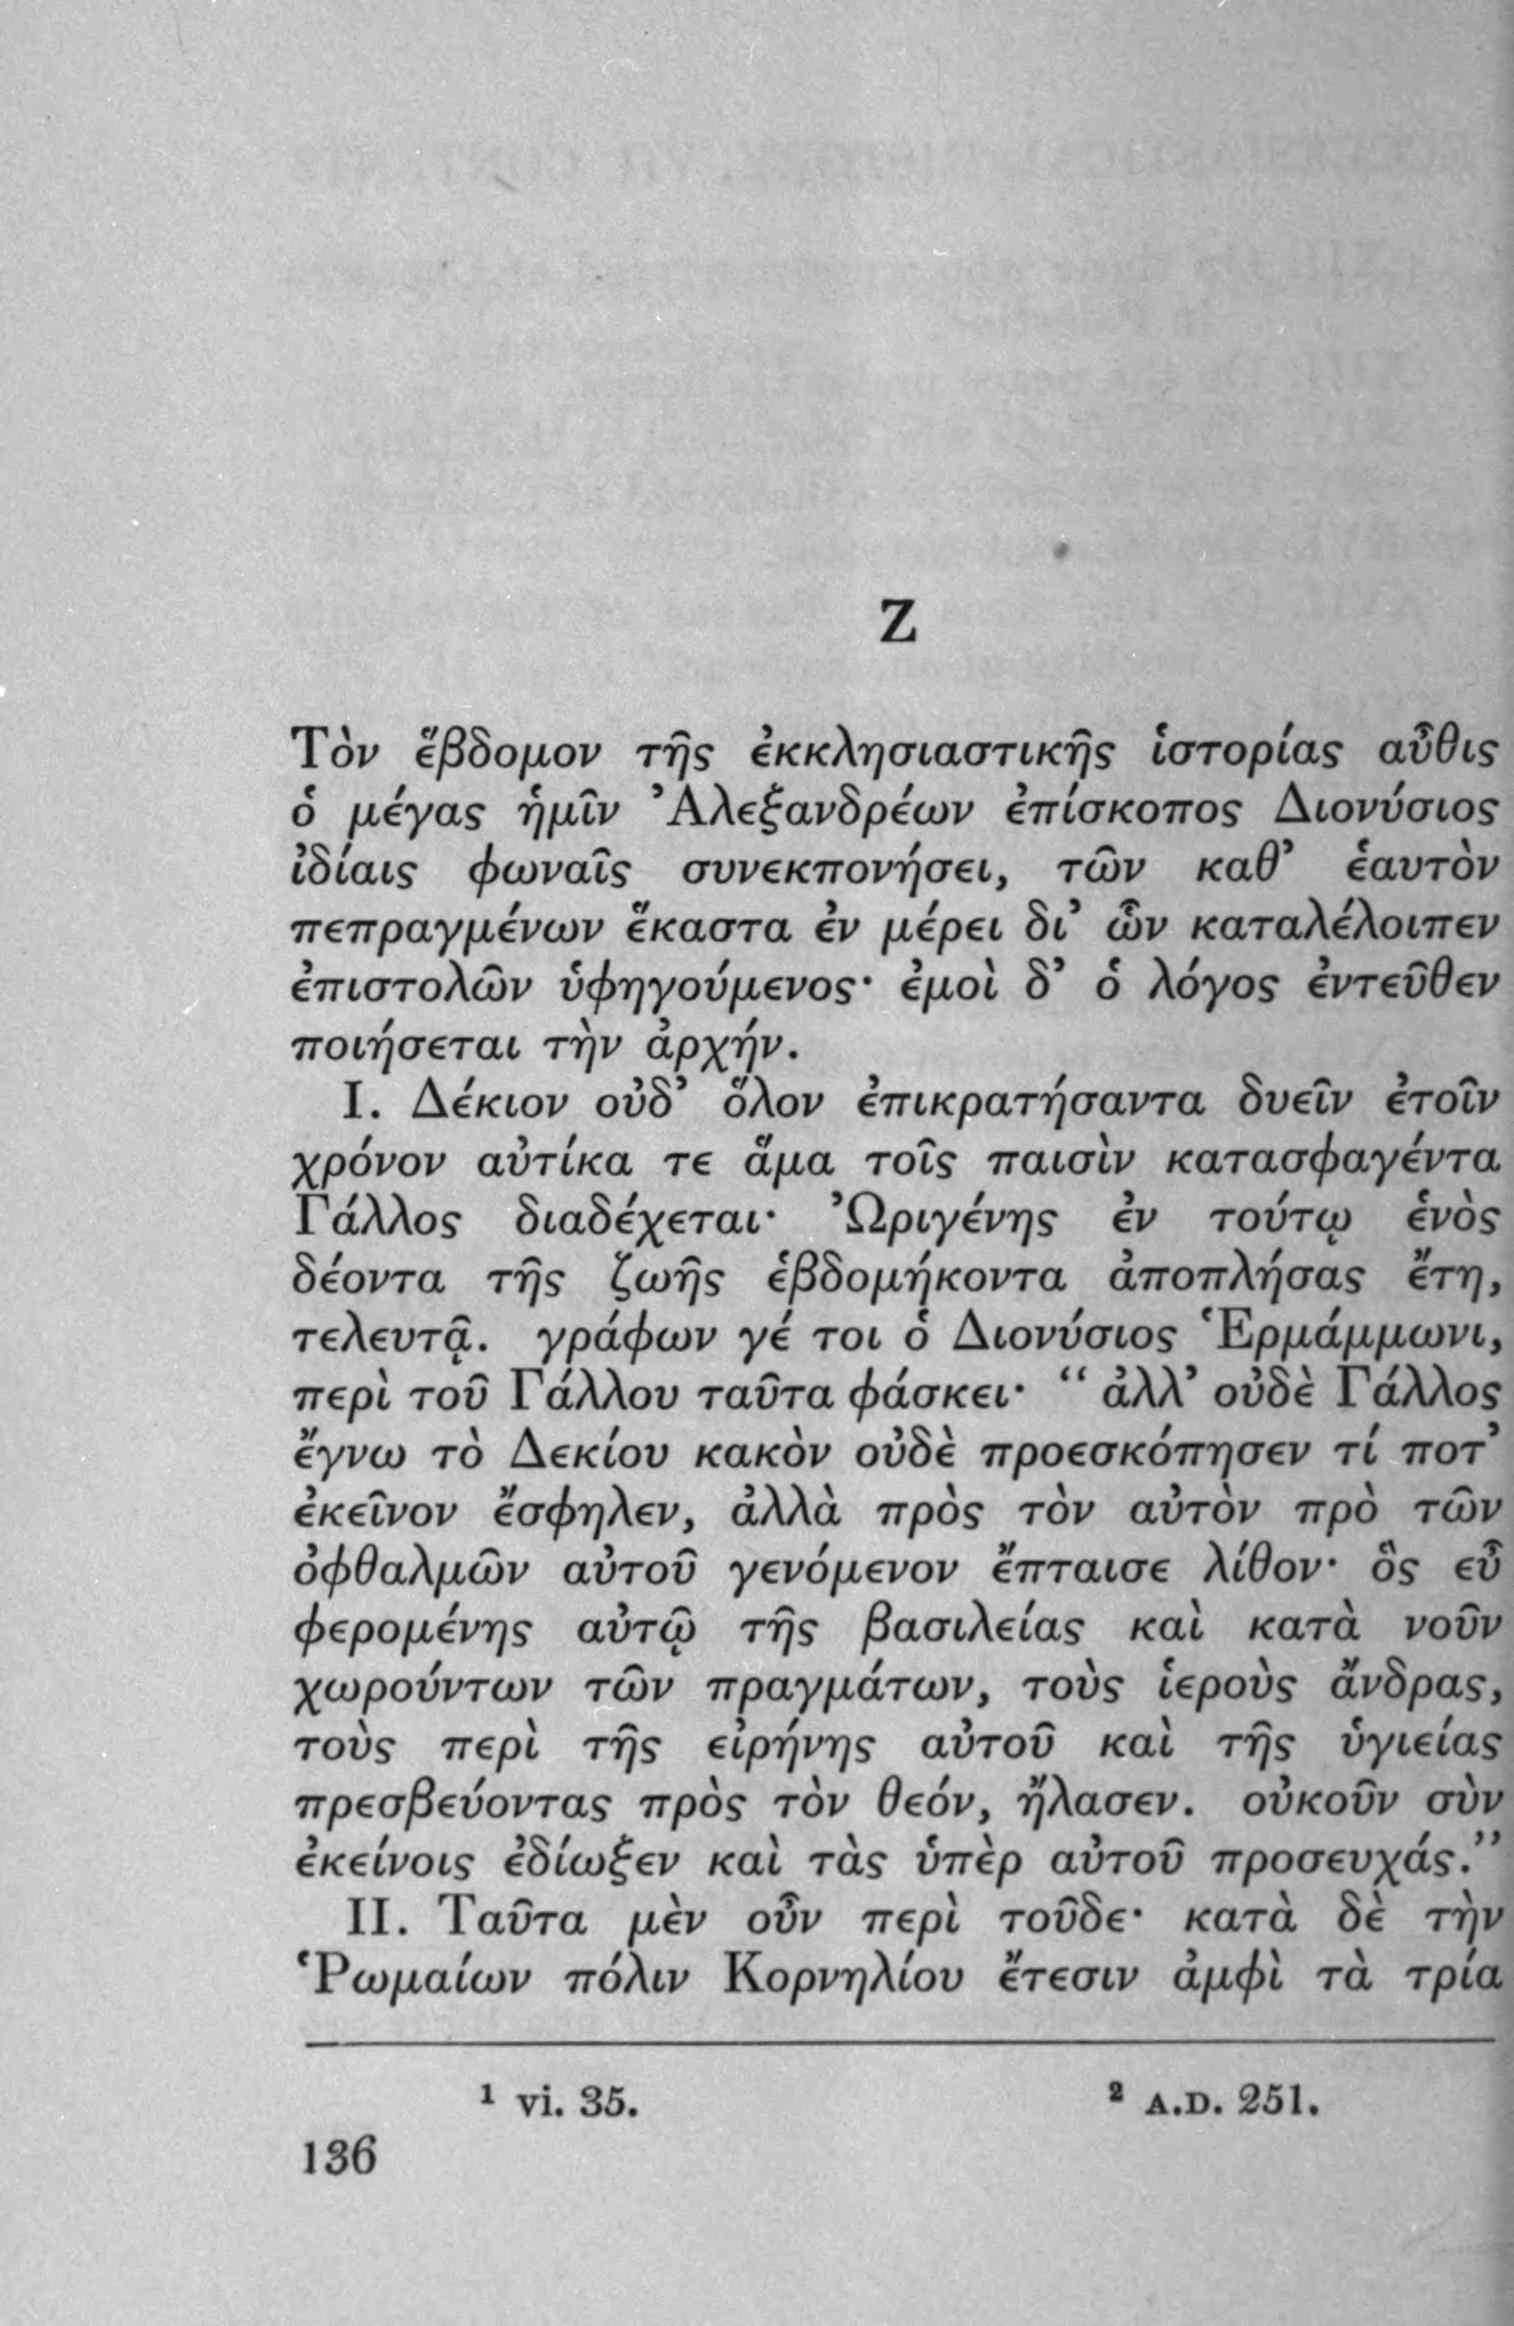 Ζ
Τὸν ἕβδομον τῆς ἐκκλησιαστικῆς ἱστορίας αὖθις
ὁ μέγας ἡμῖν Ἀλεξανδρέων ἐπίσκοπος Διονύσιος
ἰδίαις φωναῖς συνεκπονήσει, τῶν καθ’ ἑαυτὸν
πεπραγμένων ἕκαστα ἐν μέρει δι’ ὧν καταλέλοιπεν
ἐπιστολῶν ὑφηγούμενος· ἐμοὶ δ’ ὁ λόγος ἐντεῦθεν
ποιήσεται τὴν ἀρχήν.
I. Δέκιον οὐδ’ ὅλον ἐπικρατήσαντα δυεῖν ἐτοῖν
χρόνον αὐτίκα τε ἅμα τοῖς παισὶν κατασφαγέντα
Γάλλος διαδέχεται· Ὠριγένης ἐν τούτῳ ἑνὸς
δέοντα τῆς ζωῆς ἑβδομήκοντα ἀποπλήσας ἔτη,
τελευτᾷ. γράφων γέ τοι ὁ Διονύσιος Ἑρμάμμωνι,
περὶ τοῦ Γάλλου ταῦτα φάσκει· “ ἀλλ’ οὐδὲ Γάλλος
ἔγνω τὸ Δεκίου κακὸν οὐδὲ προεσκόπησεν τί ποτ’
ἐκεῖνον ἔσφηλεν, ἀλλὰ πρὸς τὸν αὐτὸν πρὸ τῶν
ὀφθαλμῶν αὐτοῦ γενόμενον ἔπταισε λίθον· ὃς εὖ
φερομένης αὐτῷ τῆς βασιλείας καὶ κατὰ νοῦν
χωρούντων τῶν πραγμάτων, τοὺς ἱεροὺς ἄνδρας,
τοὺς περὶ τῆς εἰρήνης αὐτοῦ καὶ τῆς ὑγιείας
πρεσβεύοντας πρὸς τὸν θεόν, ἤλασεν. οὐκοῦν σὺν
ἐκείνοις ἐδίωξεν καὶ τὰς ὑπὲρ αὐτοῦ προσευχάς.”
II. Ταῦτα μὲν οὖν περὶ τοῦδε· κατὰ δὲ τὴν
Ῥωμαίων πόλιν Κορνηλίου ἔτεσιν ἀμφὶ τὰ τρία
¹ vi. 35. ² A.D. 251.
136